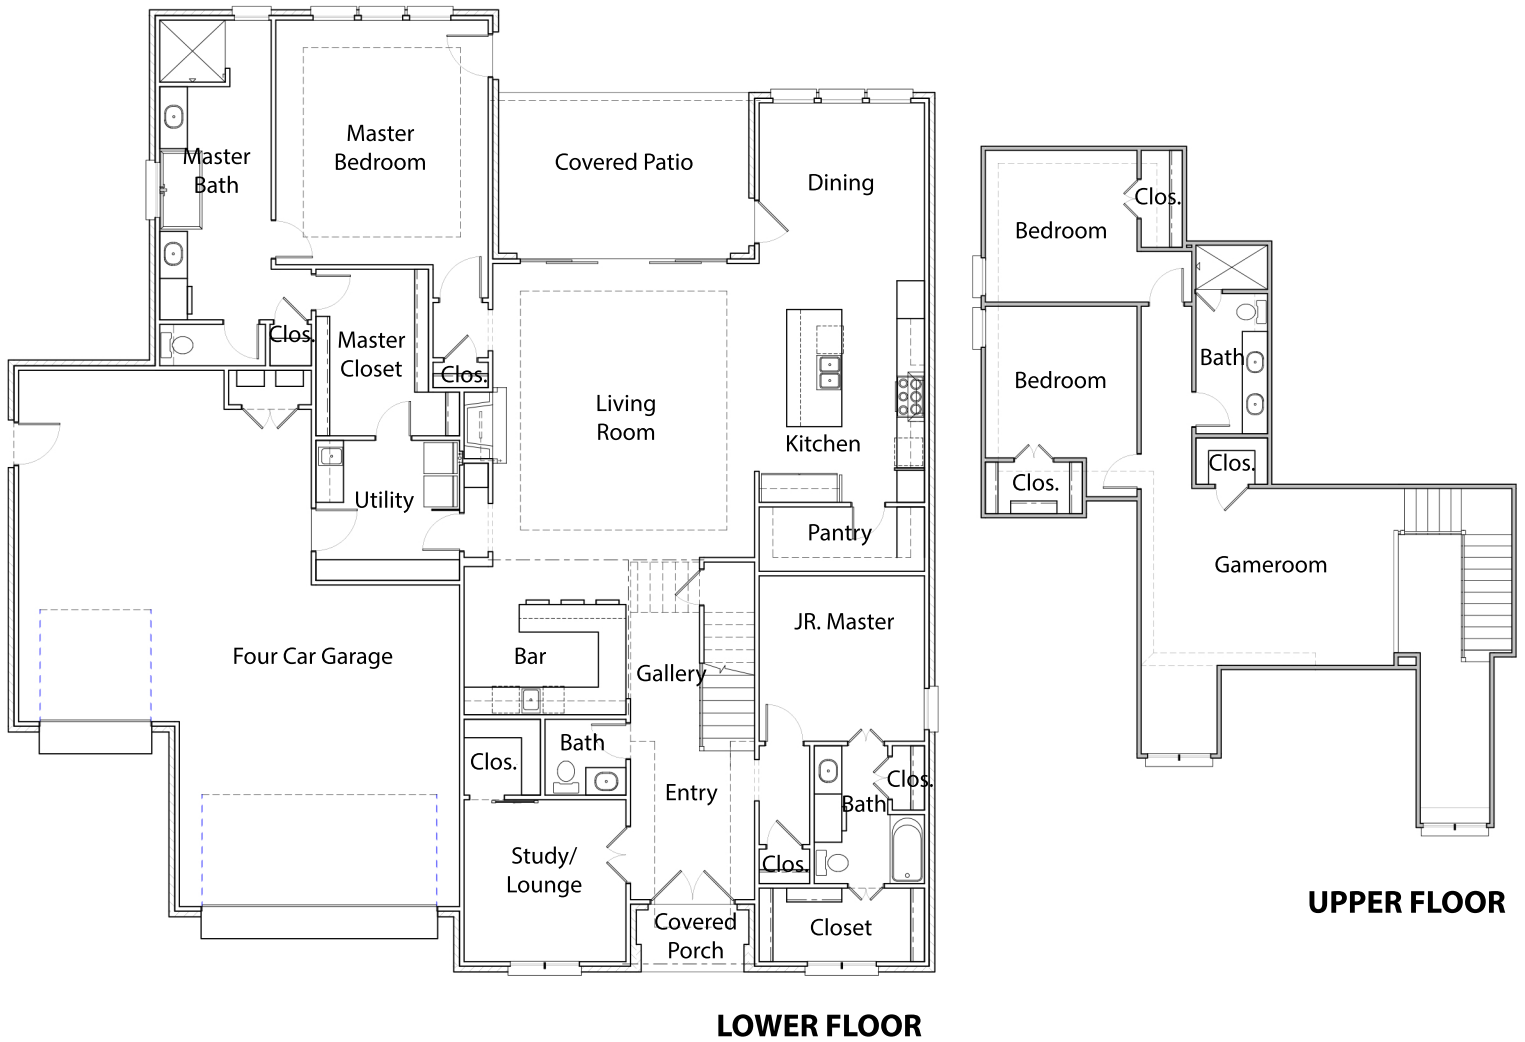 Master
Bath
Master
Bedroom
Covered Patio
Dining
Clos.
Master
Closet
Clos.
Living
Room
Kitchen
Utility
Pantry
Four Car Garage
Bar
Gallery
JR. Master
Clos.
Bath
Entry
Clos.
Bath
Study/
Lounge
Clos.
Covered
Porch
Closet
LOWER FLOOR
Bedroom
Clos.
Bedroom
Bath
Clos.
Clos.
Gameroom
UPPER FLOOR